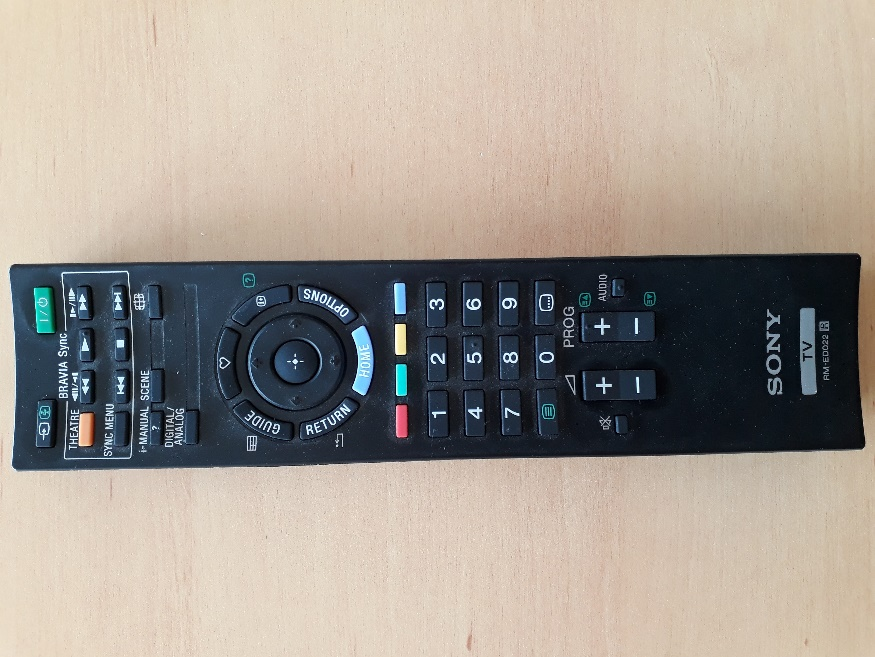 I/⏻
BRAVIA Sync
THEATRE
SYNC MENU
i-MANUAL
SCENE
?
DIGITAL/
ANALOG
?
GUIDE
OPTIONS
RETURN
HOME
1 2 3
4 5 6
7 8 9
0
PROG
AUDIO
+ +
− −
SONY
TV
RM-ED022